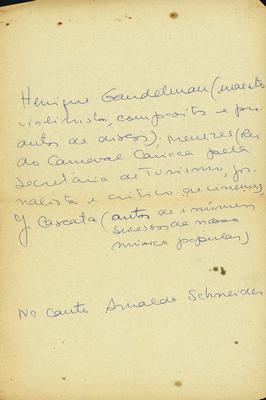 Henrique Gandelman (maestro
violinista, compositor e pro-
dutor de discos); Menezes (Rei
do Carnaval Carioca pela
Secretaria de Turismo, jor-
nalista e crítico de cinema
J. Cascata (autor de inúmeros
sucessos da nossa
música popular)
No canto Arnaldo Schneider